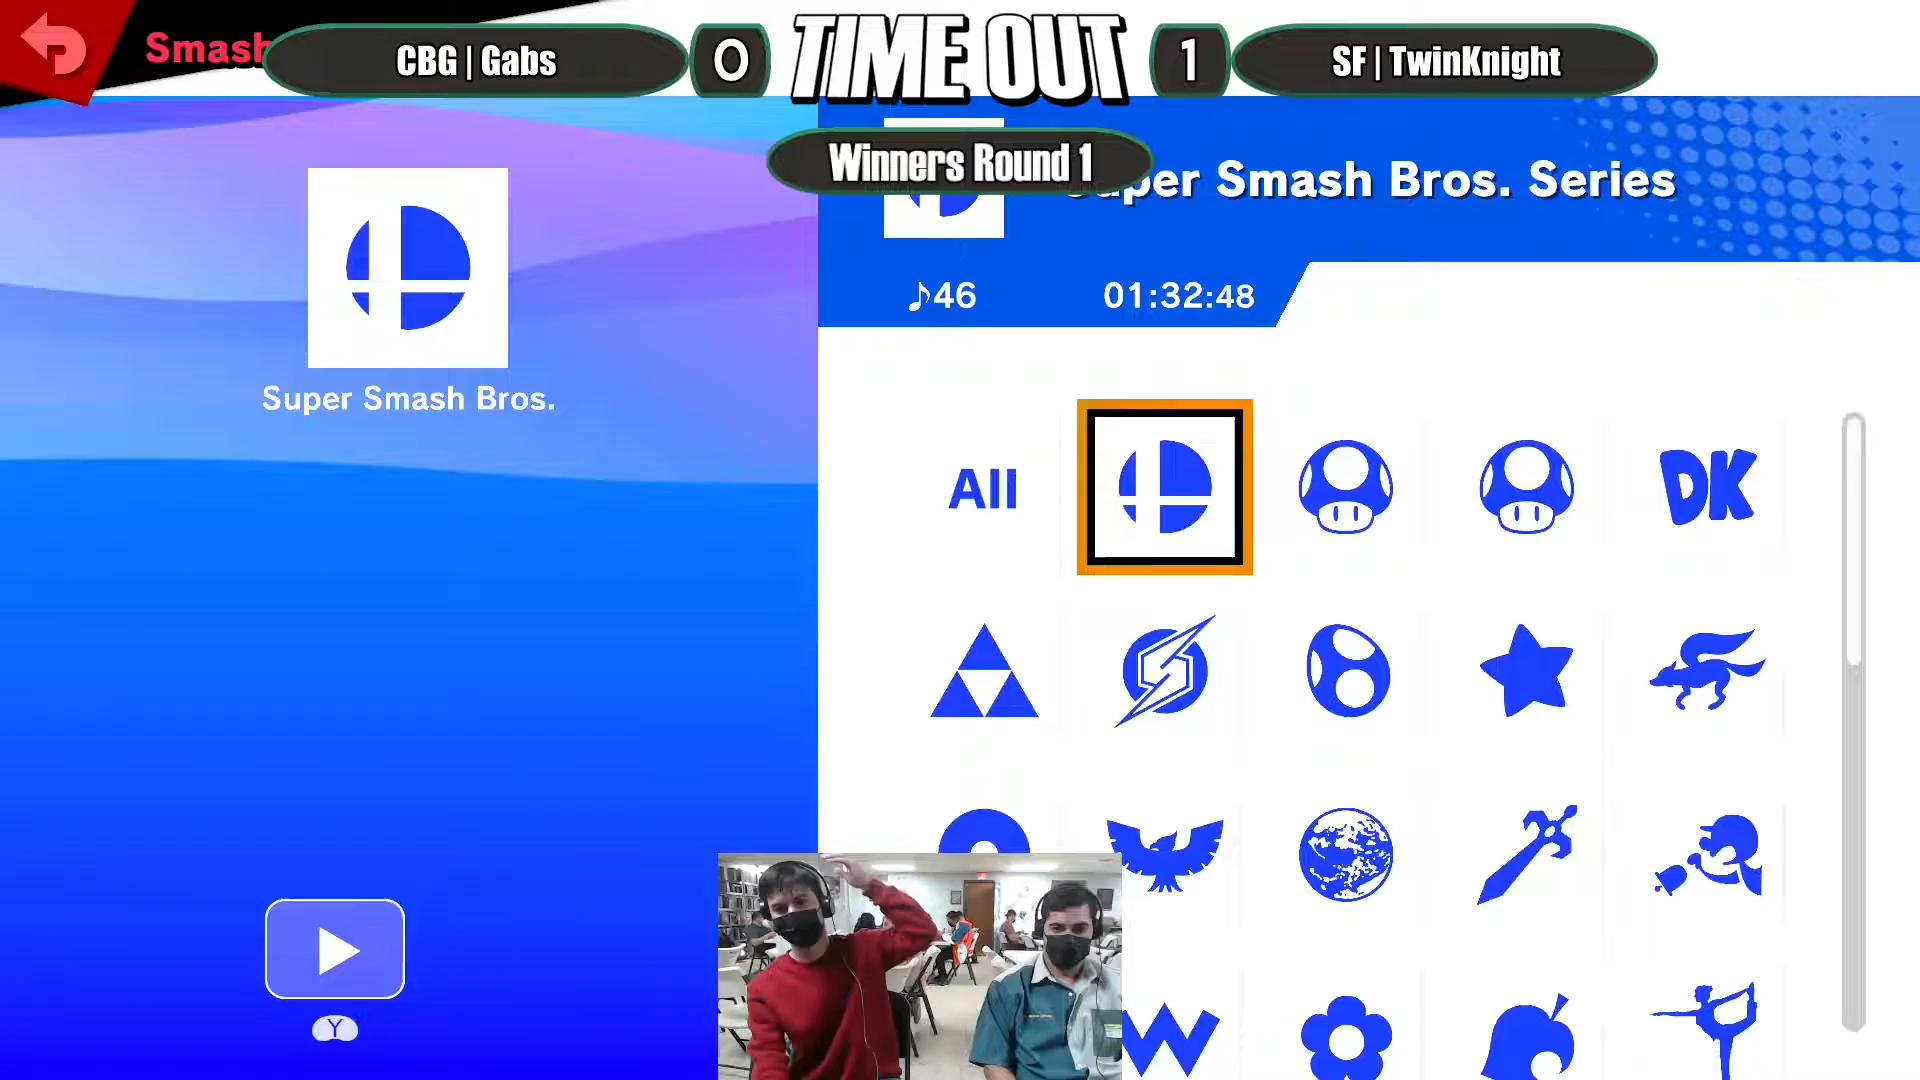 Smash
CBG | Gabs
0
TIME OUT
1
SF | TwinKnight
Winners Round 1
Super Smash Bros. Series
♪46
01:32:48
Super Smash Bros.
All
DK
Y